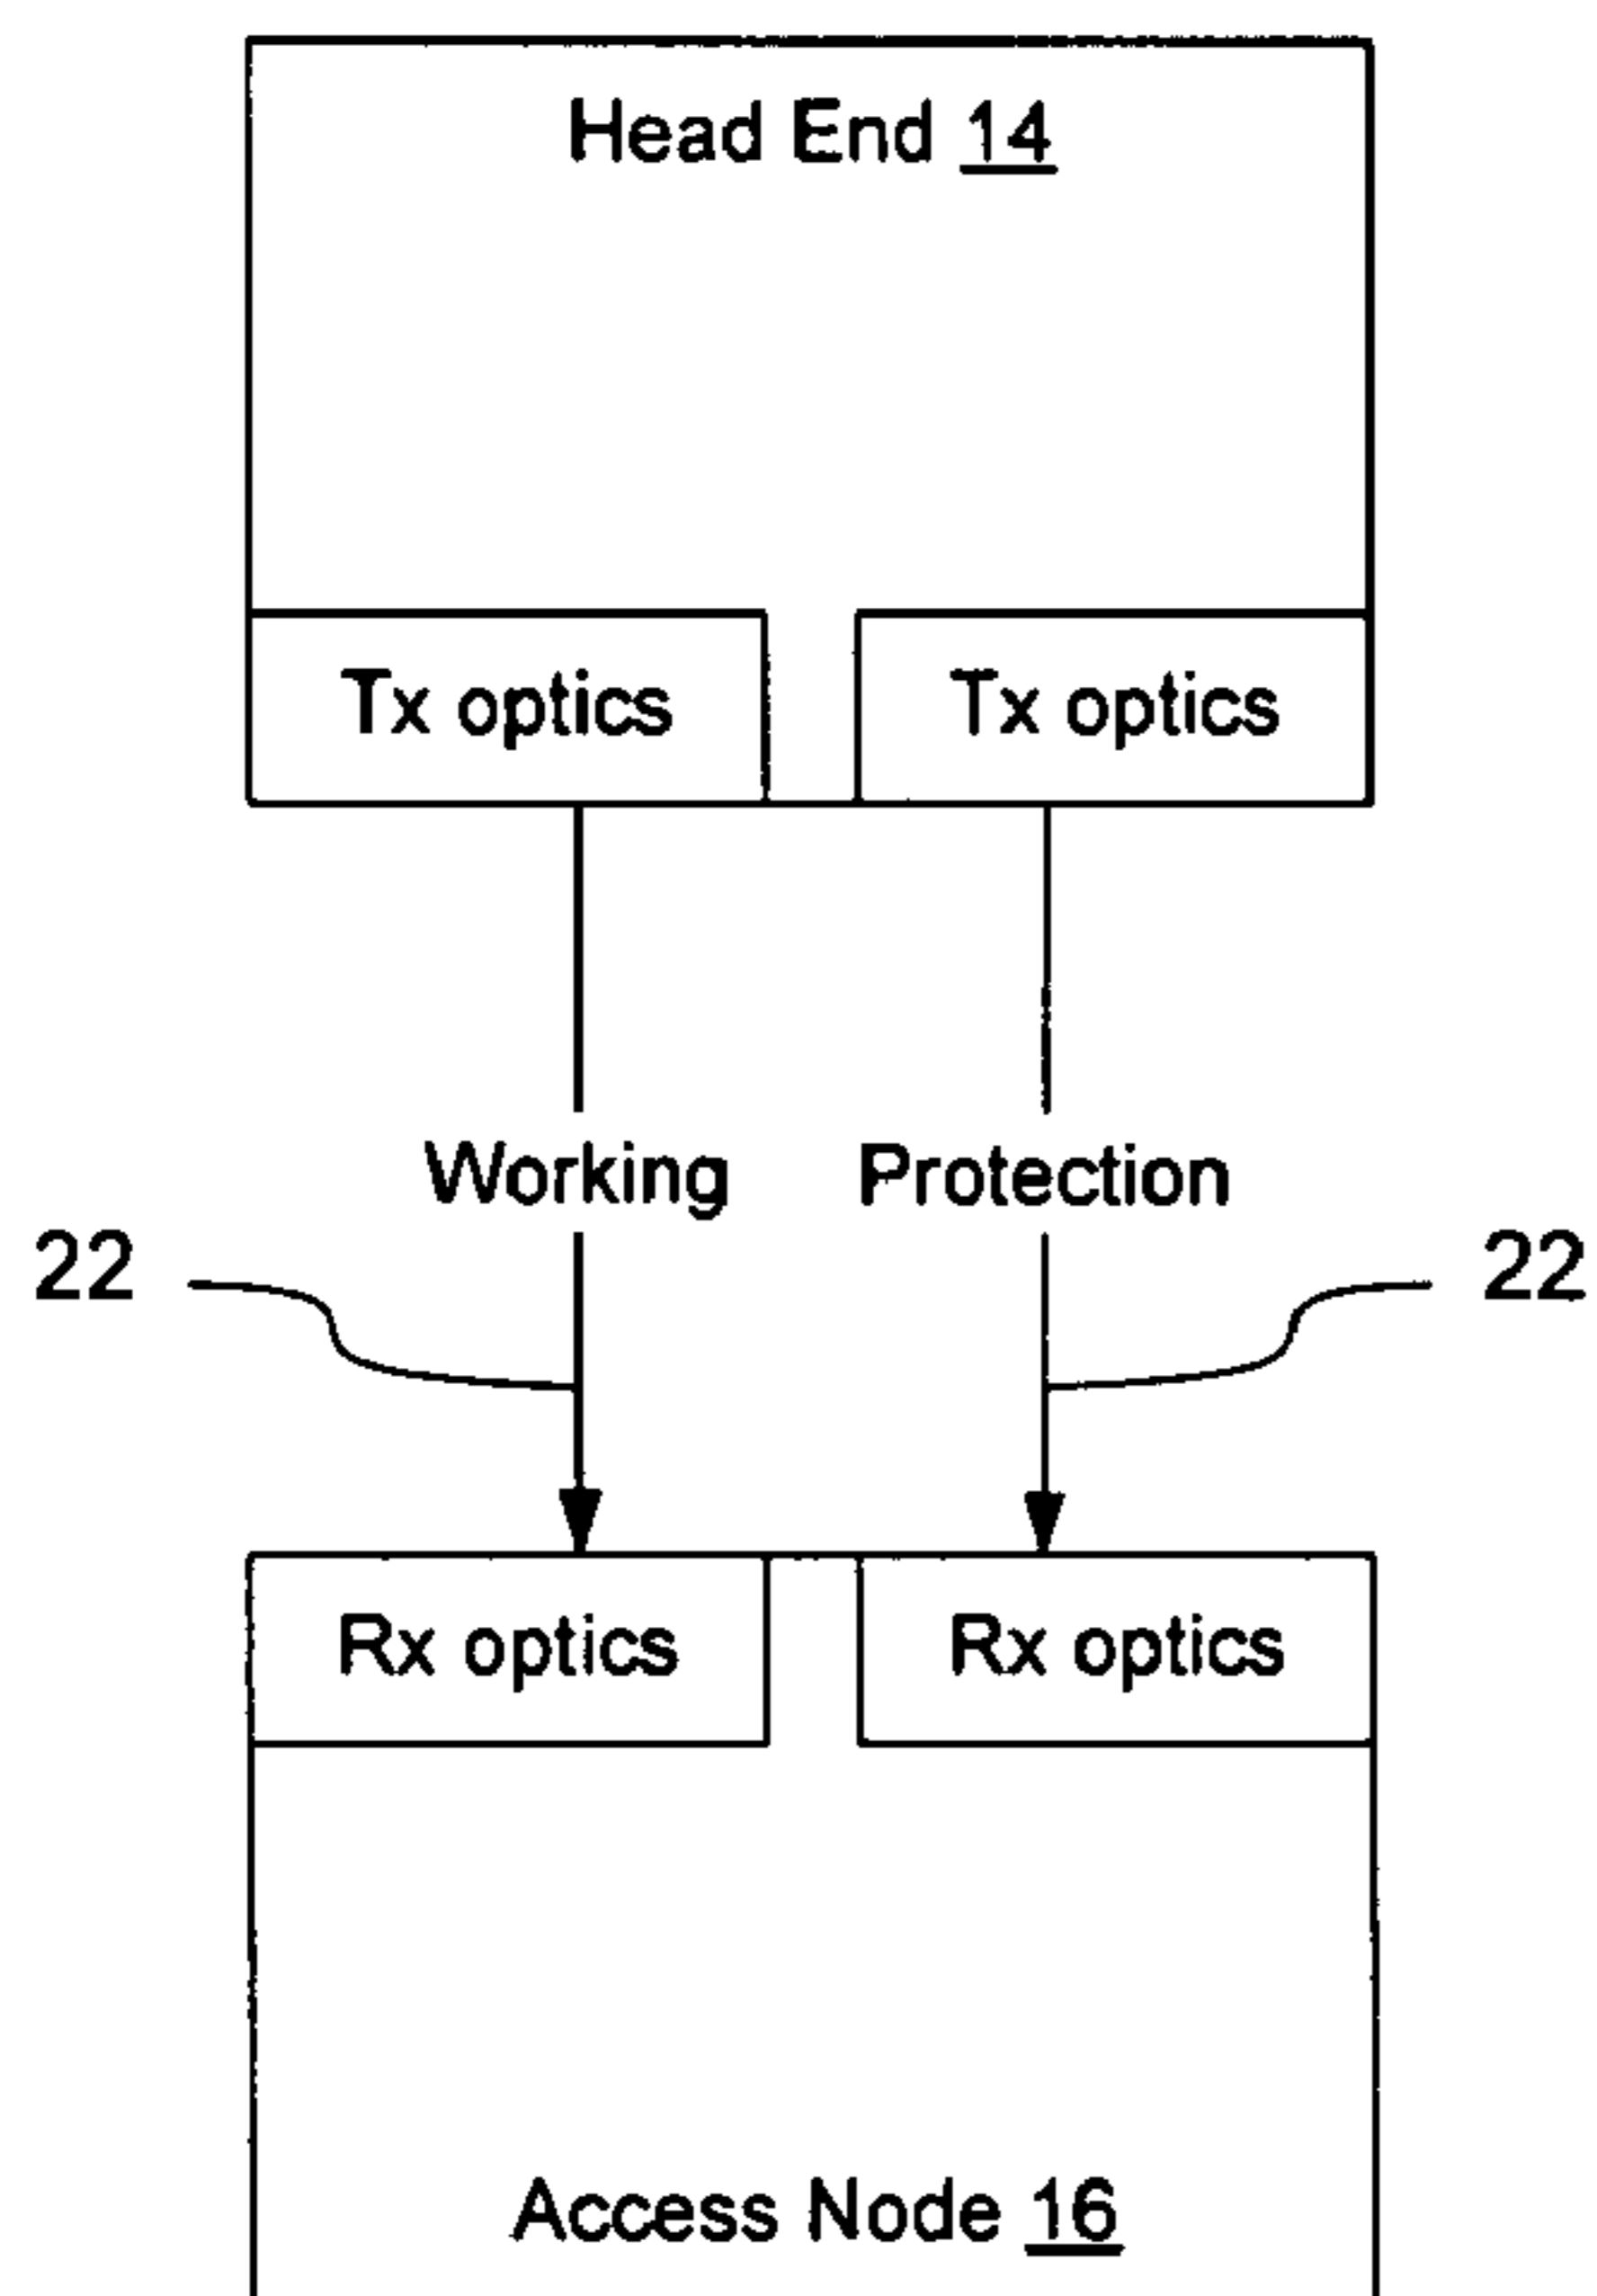 Head End 14
Tx optics
Tx optics
Working
Protection
22
22
Rx optics
Rx optics
Access Node 16